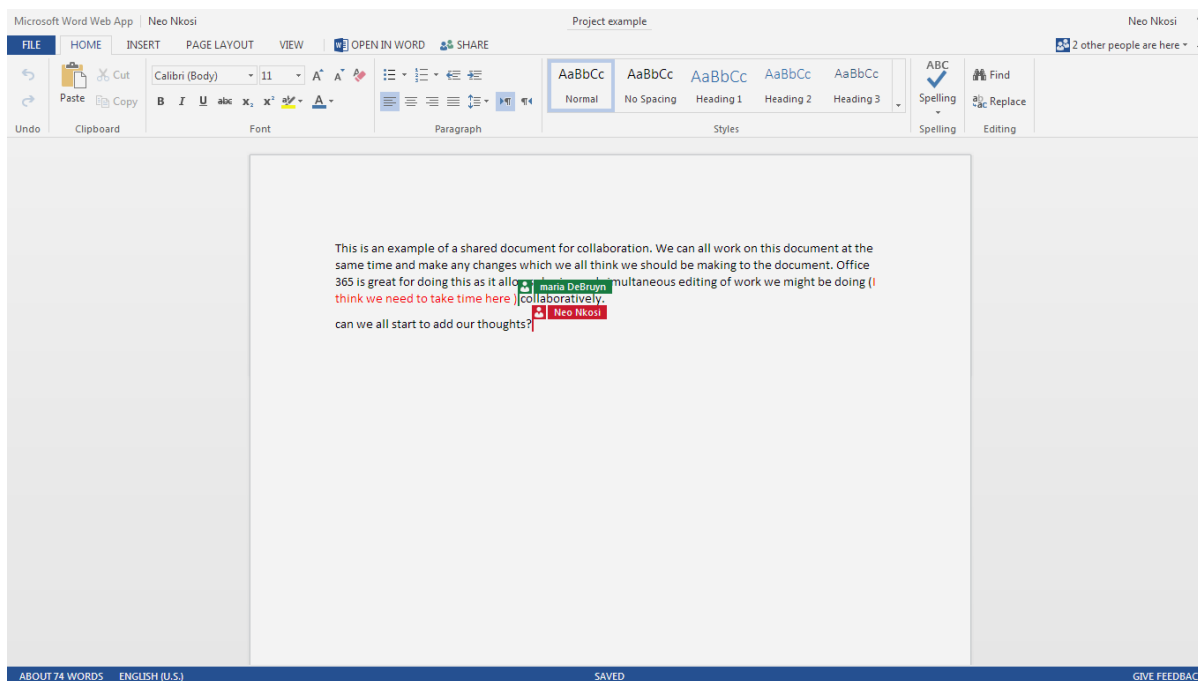 Microsoft Word Web App | Neo Nkosi Project example Neo Nkosi
FILE HOME INSERT PAGE LAYOUT VIEW OPEN IN WORD SHARE 2 other people are here
Cut Calibri (Body) 11 AaBbCc AaBbCc AaBbCc AaBbCc AaBbCc ABC Find
Paste Copy B I U abc x₂ x² aby A Normal No Spacing Heading 1 Heading 2 Heading 3 Spelling Replace
Undo Clipboard Font Paragraph Styles Spelling Editing
This is an example of a shared document for collaboration. We can all work on this document at the
same time and make any changes which we all think we should be making to the document. Office
365 is great for doing this as it editing of work we might be doing (I
maria DeBruyn
think we need to take time here ) collaboratively.
Neo Nkosi
can we all start to add our thoughts?
ABOUT 74 WORDS ENGLISH (U.S.) SAVED GIVE FEEDBAC